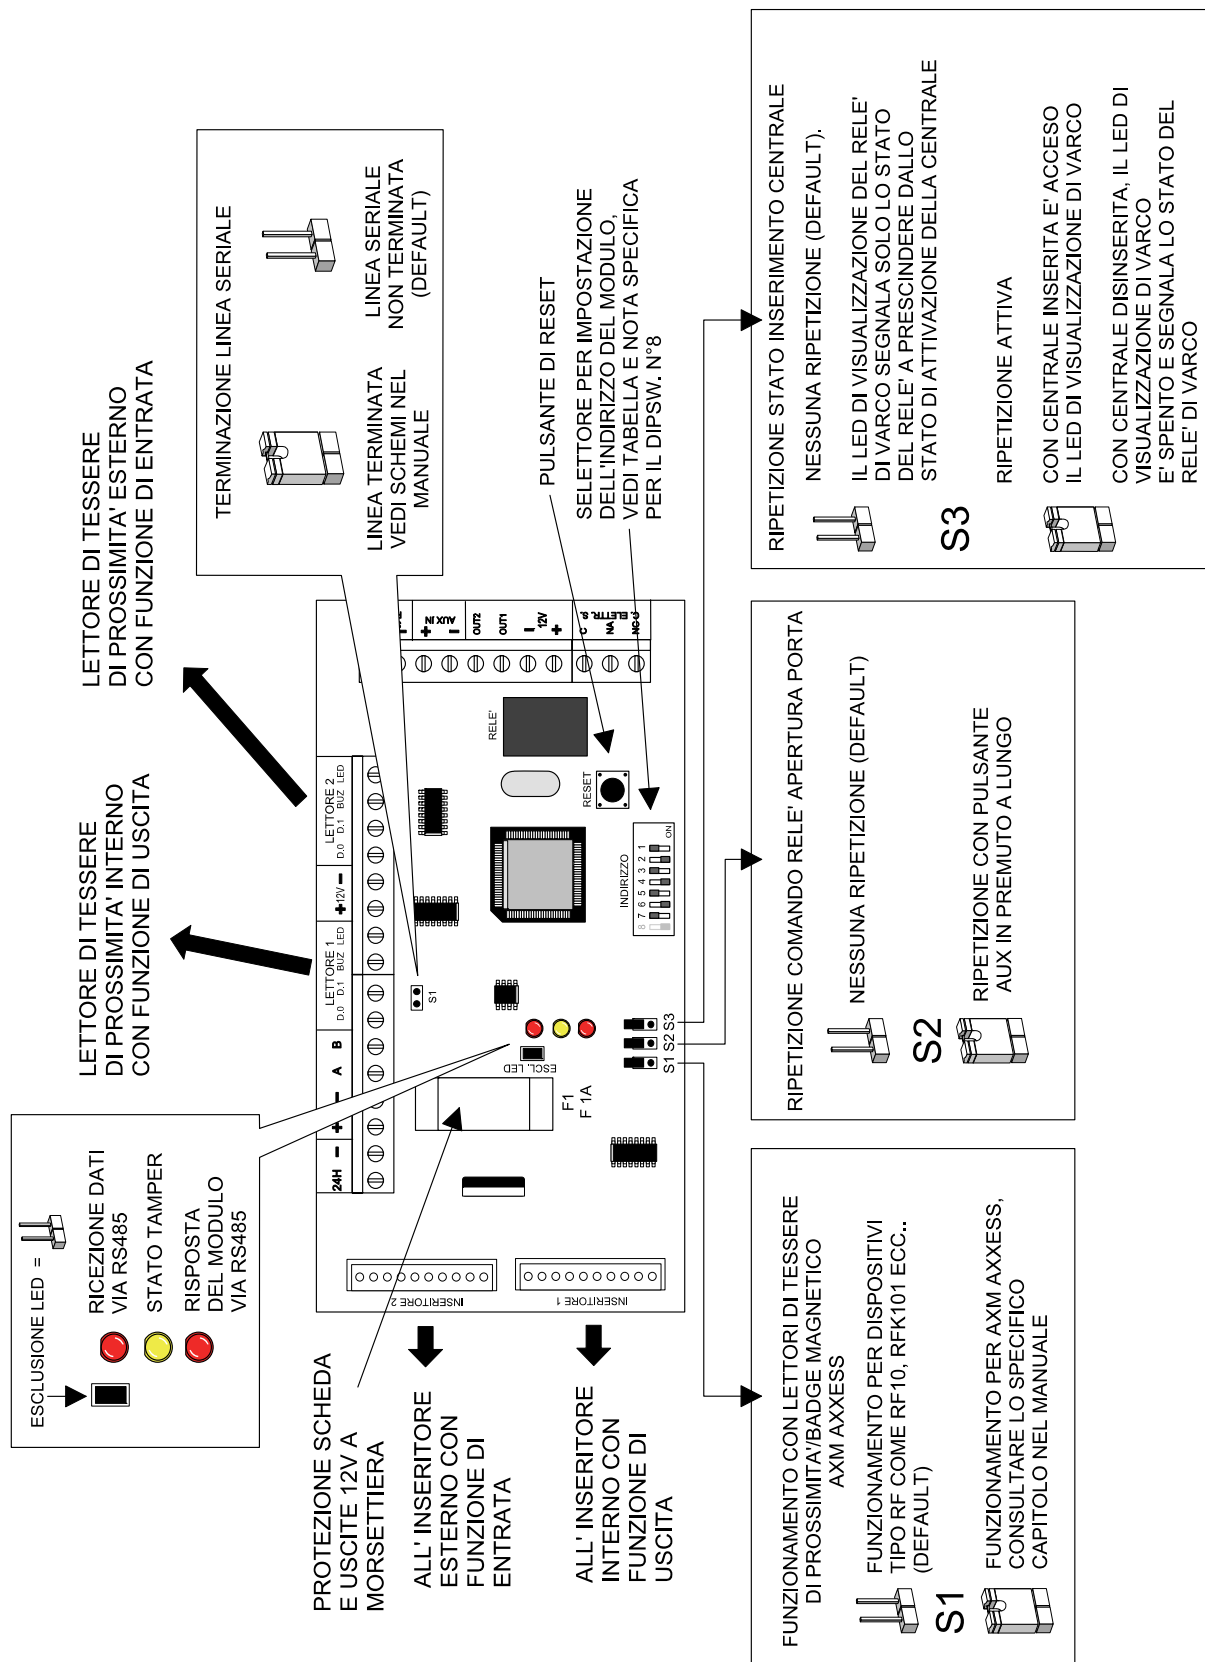 ESCLUSIONE LED =
RICEZIONE DATI
VIA RS485
STATO TAMPER
RISPOSTA
DEL MODULO
VIA RS485
LETTORE DI TESSERE
DI PROSSIMITA' INTERNO
CON FUNZIONE DI USCITA
LETTORE DI TESSERE
DI PROSSIMITA' ESTERNO
CON FUNZIONE DI ENTRATA
TERMINAZIONE LINEA SERIALE
LINEA TERMINATA
VEDI SCHEMI NEL
MANUALE
LINEA SERIALE
NON TERMINATA
(DEFAULT)
PROTEZIONE SCHEDA
E USCITE 12V A
MORSETTIERA
ALL' INSERITORE
ESTERNO CON
FUNZIONE DI
ENTRATA
ALL' INSERITORE
INTERNO CON
FUNZIONE DI
USCITA
24H − + − A B
LETTORE 1
D.0 D.1 BUZ LED
+12V −
LETTORE 2
D.0 D.1 BUZ LED
− + AUX IN −
OUT2
OUT1
− 12V +
C NA NC
INSERITORE 2
INSERITORE 1
F1
F 1A
ESCL. LED
S1
S1 S2 S3
RELE'
RESET
INDIRIZZO
8 7 6 5 4 3 2 1
ON
PULSANTE DI RESET
SELETTORE PER IMPOSTAZIONE
DELL'INDIRIZZO DEL MODULO,
VEDI TABELLA E NOTA SPECIFICA
PER IL DIPSW. N°8
FUNZIONAMENTO CON LETTORI DI TESSERE
DI PROSSIMITA'/BADGE MAGNETICO
AXM AXXESS
FUNZIONAMENTO PER DISPOSITIVI
TIPO RF COME RF10, RFK101 ECC..
(DEFAULT)
S1
FUNZIONAMENTO PER AXM AXXESS,
CONSULTARE LO SPECIFICO
CAPITOLO NEL MANUALE
RIPETIZIONE COMANDO RELE' APERTURA PORTA
NESSUNA RIPETIZIONE (DEFAULT)
S2
RIPETIZIONE CON PULSANTE
AUX IN PREMUTO A LUNGO
RIPETIZIONE STATO INSERIMENTO CENTRALE
NESSUNA RIPETIZIONE (DEFAULT).
IL LED DI VISUALIZZAZIONE DEL RELE'
DI VARCO SEGNALA SOLO LO STATO
DEL RELE' A PRESCINDERE DALLO
STATO DI ATTIVAZIONE DELLA CENTRALE
S3
RIPETIZIONE ATTIVA
CON CENTRALE INSERITA E' ACCESO
IL LED DI VISUALIZZAZIONE DI VARCO
CON CENTRALE DISINSERITA, IL LED DI
VISUALIZZAZIONE DI VARCO
E' SPENTO E SEGNALA LO STATO DEL
RELE' DI VARCO